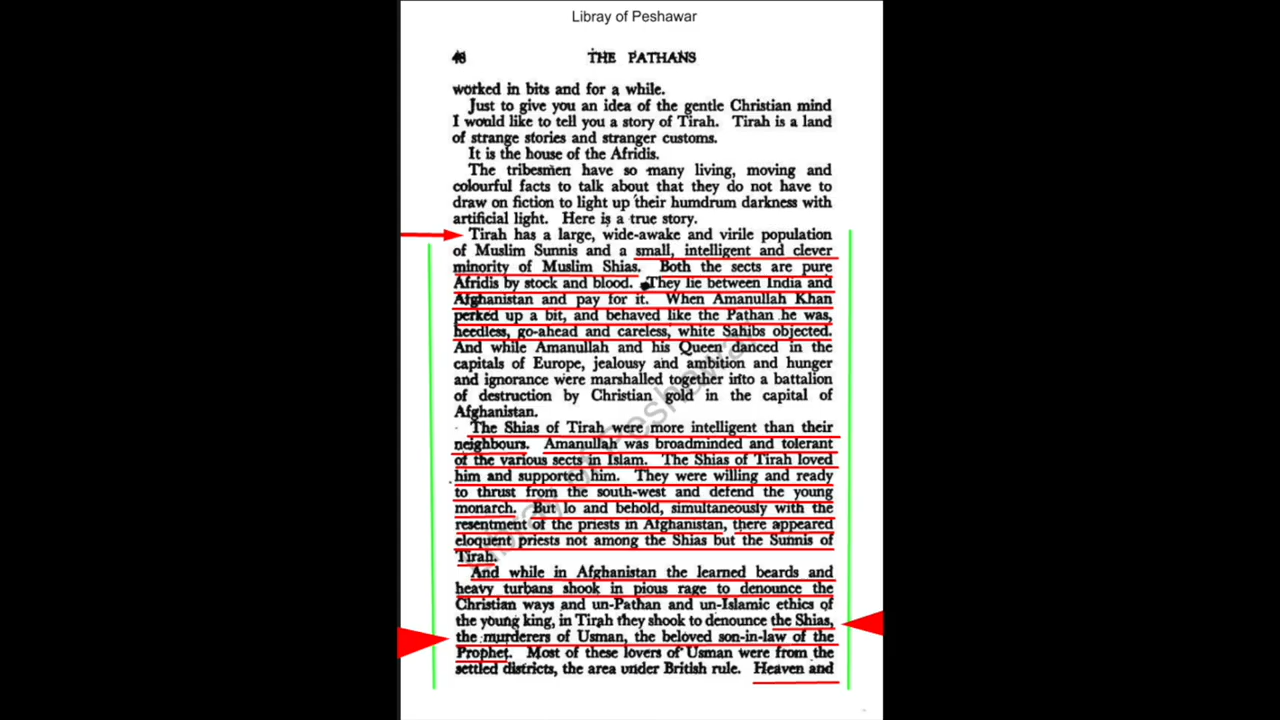 Libray of Peshawar
48 THE PATHANS
worked in bits and for a while.
Just to give you an idea of the gentle Christian mind
I would like to tell you a story of Tirah. Tirah is a land
of strange stories and stranger customs.
It is the house of the Afridis.
The tribesmen have so many living, moving and
colourful facts to talk about that they do not have to
draw on fiction to light up their humdrum darkness with
artificial light. Here is a true story.
Tirah has a large, wide-awake and virile population
of Muslim Sunnis and a small, intelligent and clever
minority of Muslim Shias. Both the sects are pure
Afridis by stock and blood. They lie between India and
Afghanistan and pay for it. When Amanullah Khan
perked up a bit, and behaved like the Pathan he was,
heedless, go-ahead and careless, white Sahibs objected.
And while Amanullah and his Queen danced in the
capitals of Europe, jealousy and ambition and hunger
and ignorance were marshalled together into a battalion
of destruction by Christian gold in the capital of
Afghanistan.
The Shias of Tirah were more intelligent than their
neighbours. Amanullah was broadminded and tolerant
of the various sects in Islam. The Shias of Tirah loved
him and supported him. They were willing and ready
to thrust from the south-west and defend the young
monarch. But lo and behold, simultaneously with the
resentment of the priests in Afghanistan, there appeared
eloquent priests not among the Shias but the Sunnis of
Tirah.
And while in Afghanistan the learned beards and
heavy turbans shook in pious rage to denounce the
Christian ways and un-Pathan and un-Islamic ethics of
the young king, in Tirah they shook to denounce the Shias,
the murderers of Usman, the beloved son-in-law of the
Prophet. Most of these lovers of Usman were from the
settled districts, the area under British rule. Heaven and